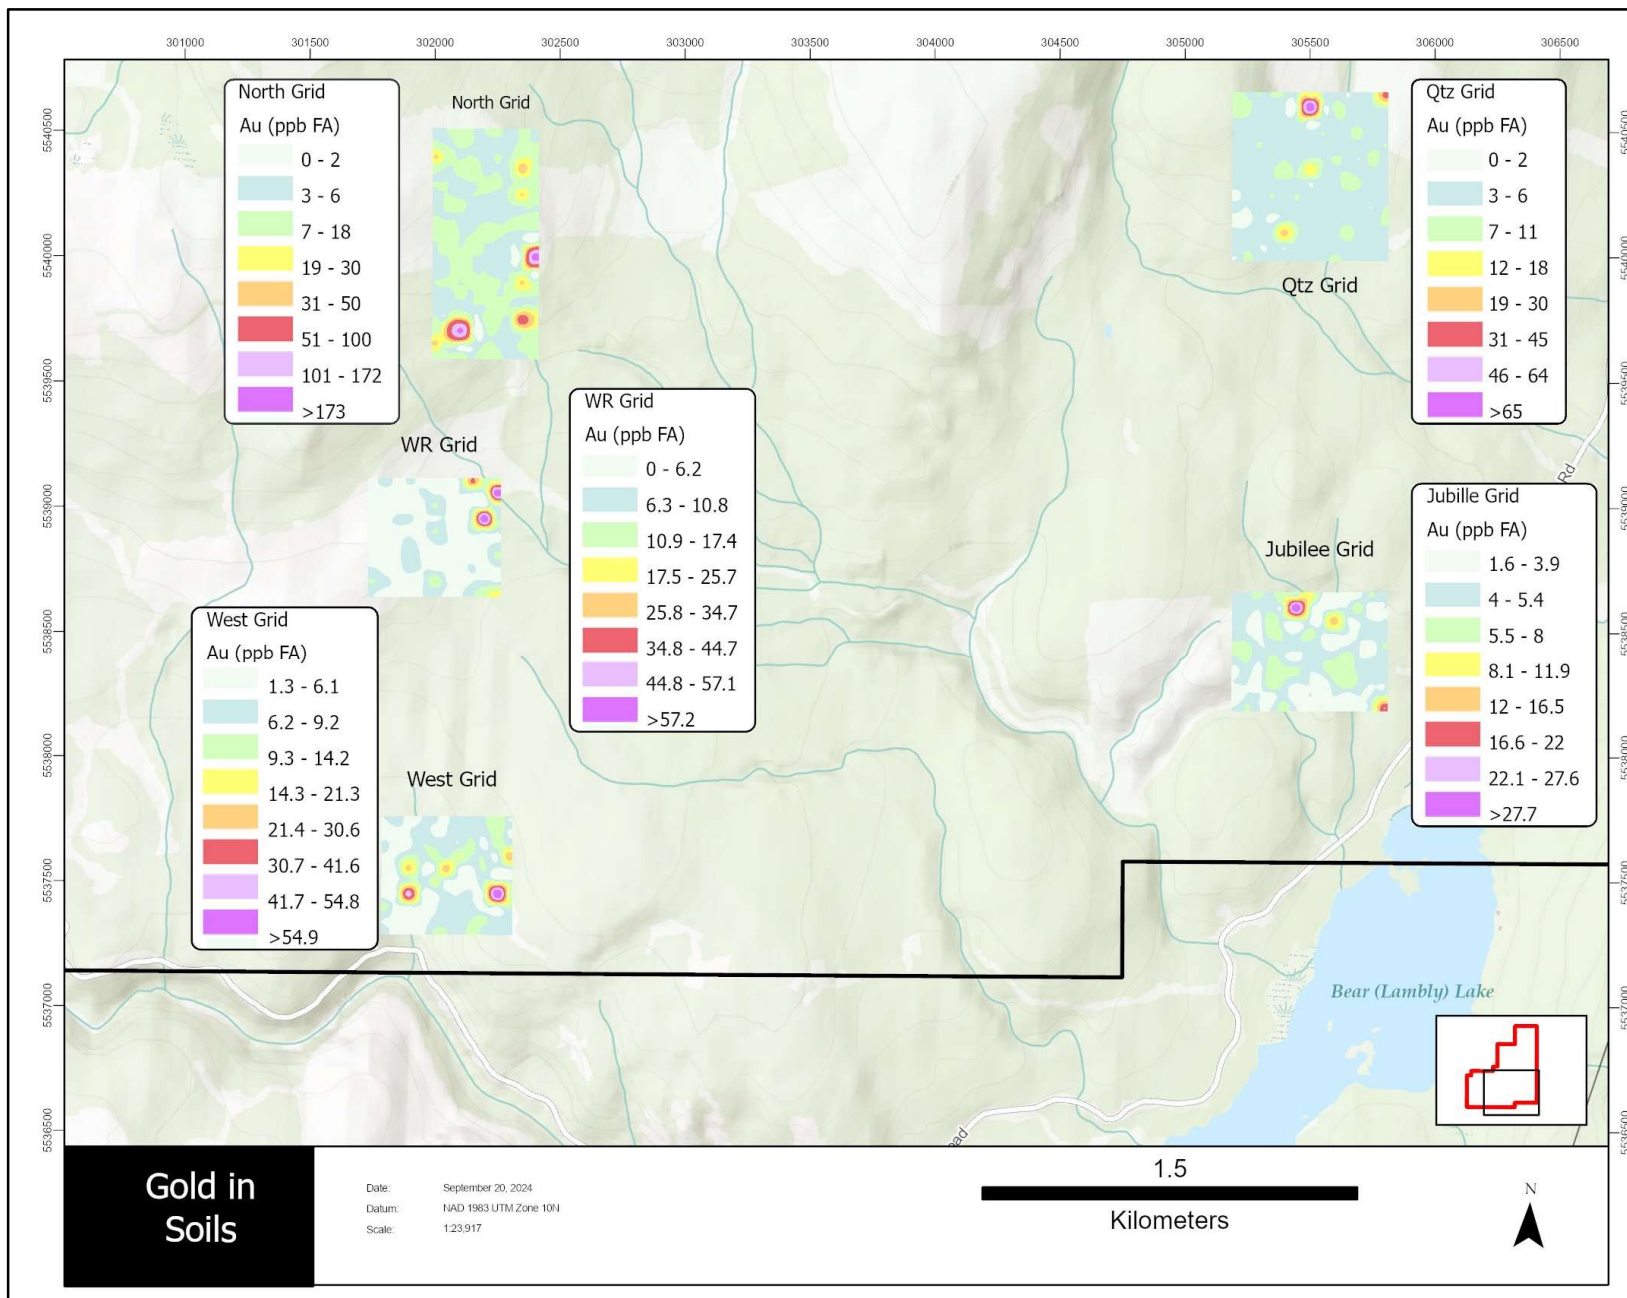 301000 301500 302000 302500 303000 303500 304000 304500 305000 305500 306000 306500
5540500
5540000
5539500
5539000
5538500
5538000
5537500
5537000
5536500
North Grid
Au (ppb FA)
0 - 2
3 - 6
7 - 18
19 - 30
31 - 50
51 - 100
101 - 172
>173
North Grid
Qtz Grid
Au (ppb FA)
0 - 2
3 - 6
7 - 11
12 - 18
19 - 30
31 - 45
46 - 64
>65
Qtz Grid
WR Grid
WR Grid
Au (ppb FA)
0 - 6.2
6.3 - 10.8
10.9 - 17.4
17.5 - 25.7
25.8 - 34.7
34.8 - 44.7
44.8 - 57.1
>57.2
Rd
Jubilee Grid
Jubille Grid
Au (ppb FA)
1.6 - 3.9
4 - 5.4
5.5 - 8
8.1 - 11.9
12 - 16.5
16.6 - 22
22.1 - 27.6
>27.7
West Grid
Au (ppb FA)
1.3 - 6.1
6.2 - 9.2
9.3 - 14.2
14.3 - 21.3
21.4 - 30.6
30.7 - 41.6
41.7 - 54.8
>54.9
West Grid
Bear (Lambly) Lake
oad
5540500
5540000
5539500
5539000
5538500
5538000
5537500
5537000
5536500
Gold in
Soils
Date: September 20, 2024
Datum: NAD 1983 UTM Zone 10N
Scale: 1:23,917
1.5
Kilometers
N